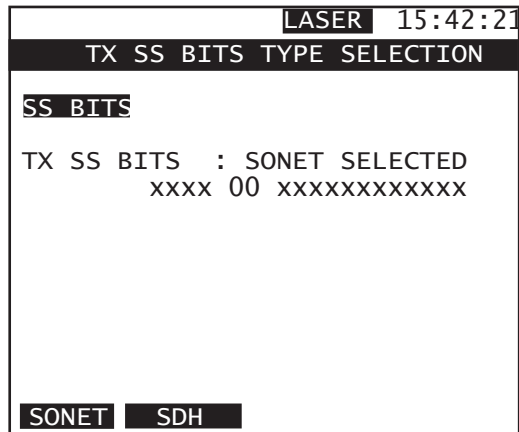 LASER 15:42:21
TX SS BITS TYPE SELECTION
SS BITS
TX SS BITS : SONET SELECTED
xxxx 00 xxxxxxxxxxxx
SONET SDH